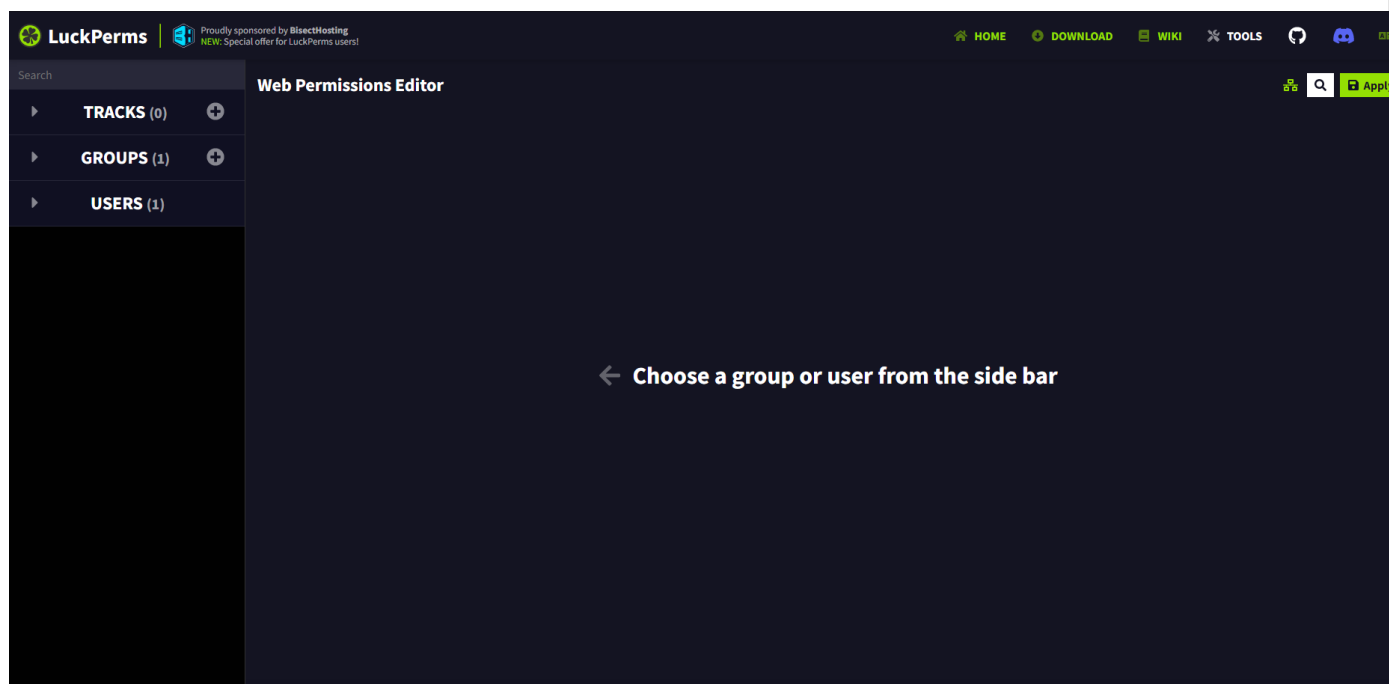 LuckPerms
Proudly sponsored by BisectHosting
NEW: Special offer for LuckPerms users!
HOME
DOWNLOAD
WIKI
TOOLS
Search
Web Permissions Editor
Appl
TRACKS (0)
GROUPS (1)
USERS (1)
Choose a group or user from the side bar